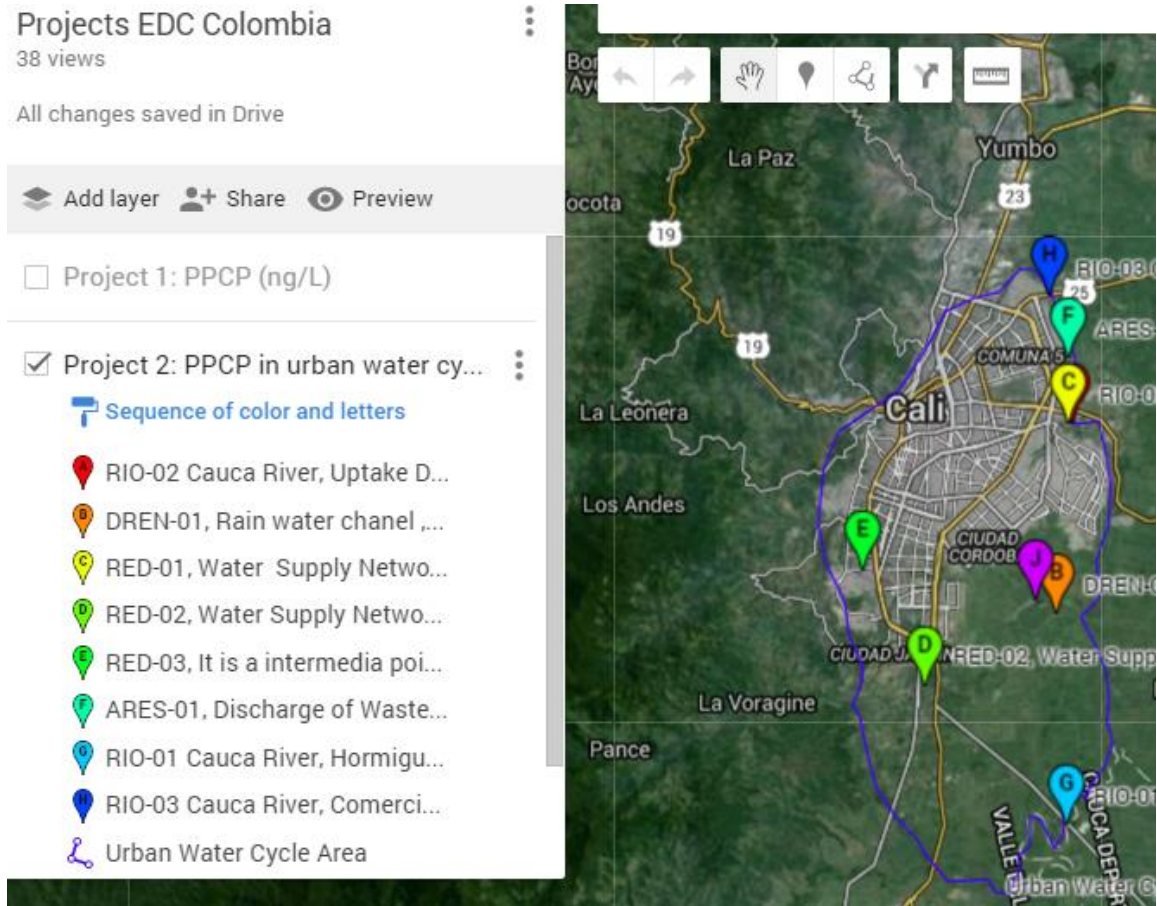 Projects EDC Colombia
38 views
All changes saved in Drive
Add layer Share Preview
Project 1: PPCP (ng/L)
Project 2: PPCP in urban water cy...
Sequence of color and letters
A RIO-02 Cauca River, Uptake D...
B DREN-01, Rain water chanel ,...
C RED-01, Water Supply Netwo...
D RED-02, Water Supply Netwo...
E RED-03, It is a intermedia poi...
F ARES-01, Discharge of Waste...
G RIO-01 Cauca River, Hormigu...
H RIO-03 Cauca River, Comerci...
Urban Water Cycle Area
La Paz
Yumbo
23
19
H
RIO-03
25
F
ARES-
19
COMUNA 5
C
RIO-0
La Leonera
Cali
Los Andes
E
CIUDAD
CORDOB
J
B
DREN-
D
CIUDAD
RED-02, Water Supp
La Voragine
Pance
G
RIO-01
VALLE D
CAUCA DEPART
Urban Water